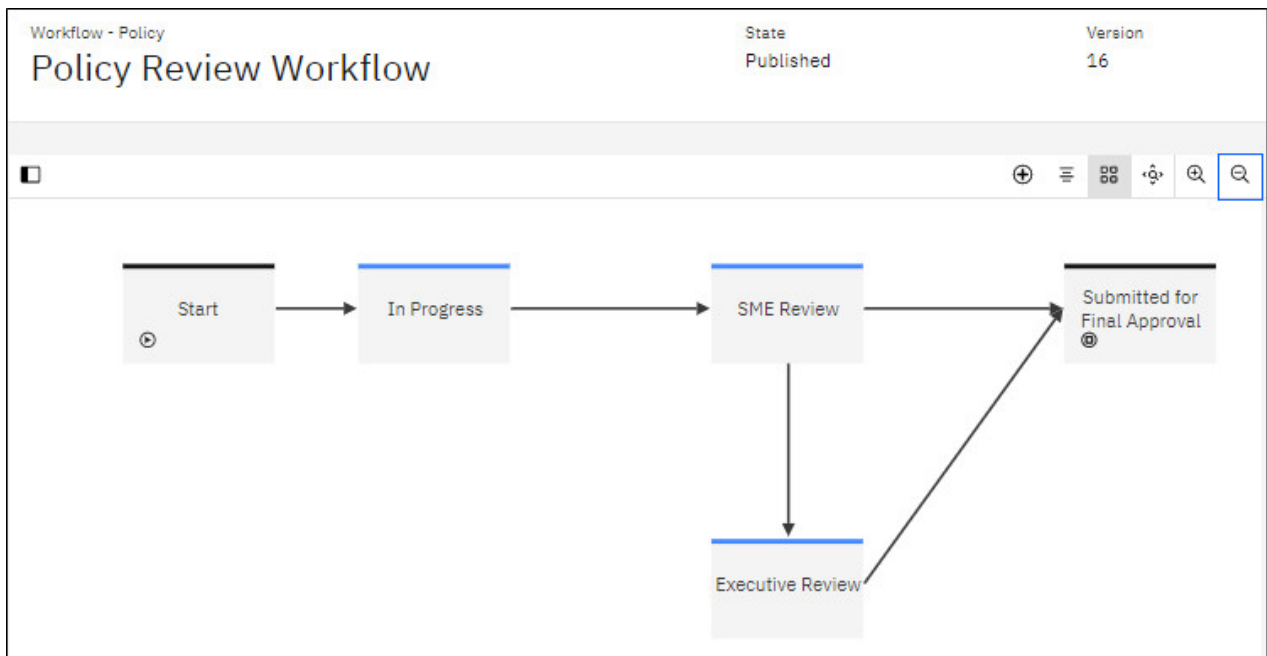 Workflow - Policy
Policy Review Workflow
State
Published
Version
16
Start
In Progress
SME Review
Submitted for
Final Approval
Executive Review